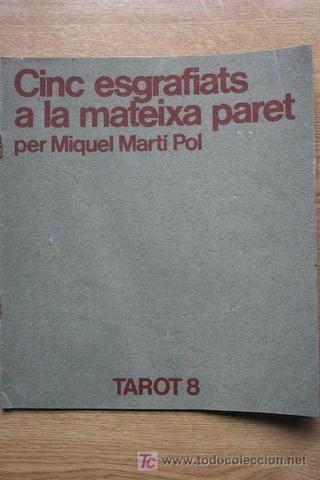 Cinc esgrafiats
a la mateixa paret
per Miquel Martí Pol
TAROT 8
TC www.todocoleccion.net